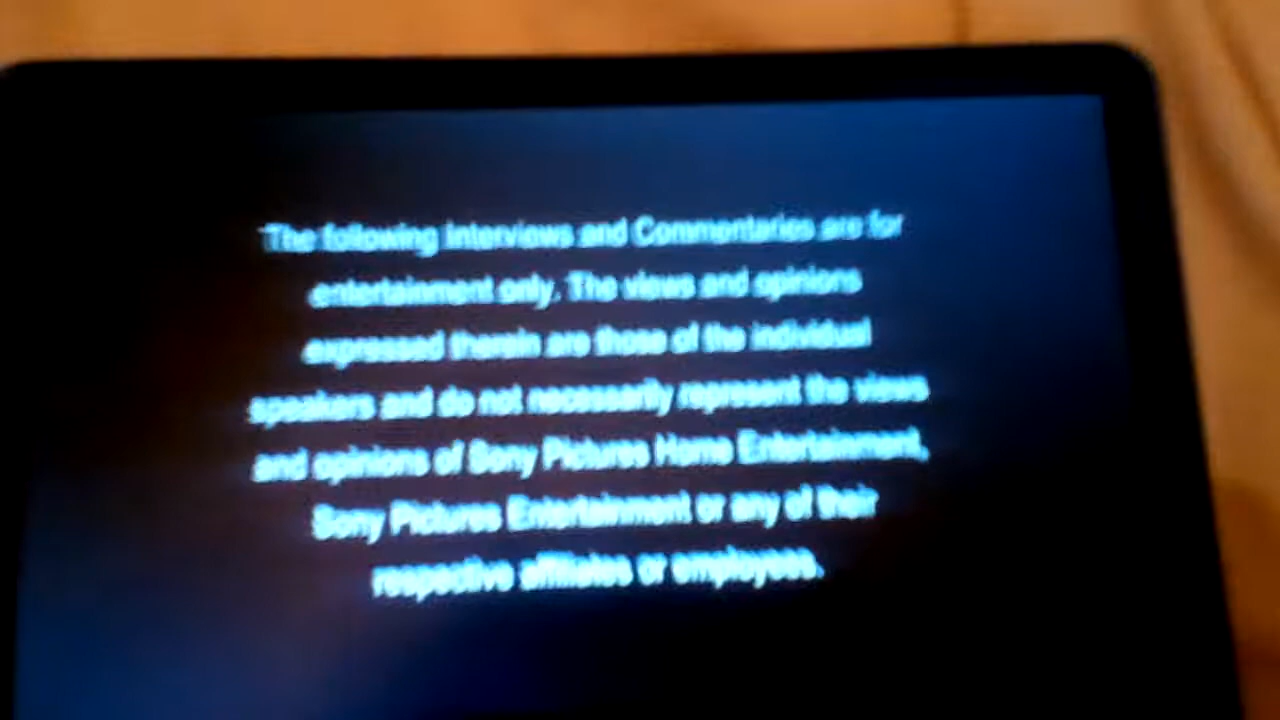 The following Interviews and Commentaries are for
entertainment only. The views and opinions
expressed therein are those of the individual
speakers and do not necessarily represent the views
and opinions of Sony Pictures Home Entertainment,
Sony Pictures Entertainment or any of their
respective affiliates or employees.